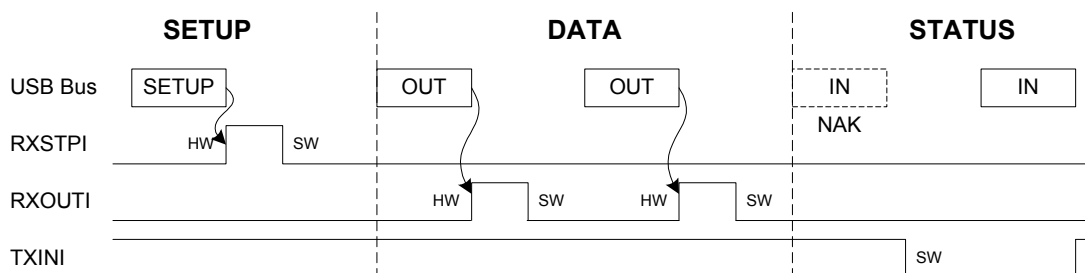 SETUP DATA STATUS
USB Bus SETUP OUT OUT IN IN
NAK
RXSTPI HW SW
RXOUTI HW SW HW SW
TXINI SW